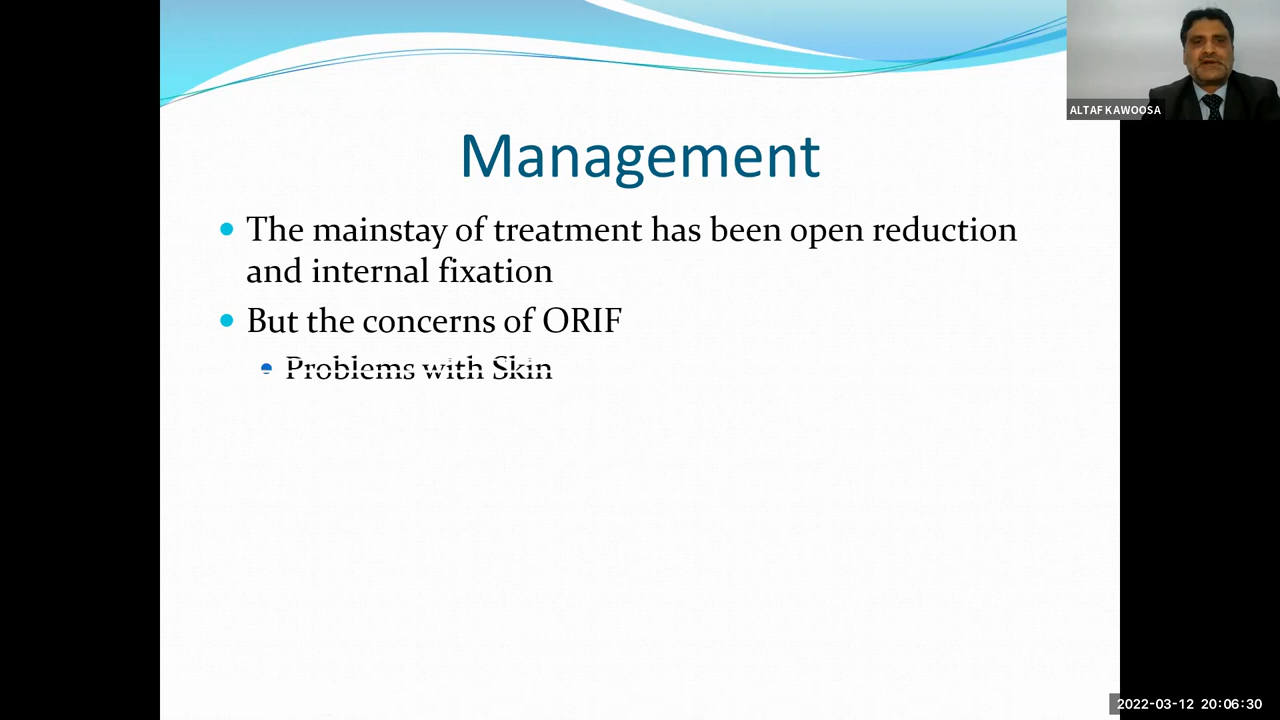 ALTAF KAWOOSA
Management
The mainstay of treatment has been open reduction
and internal fixation
But the concerns of ORIF
Problems with Skin
2022-03-12 20:06:30